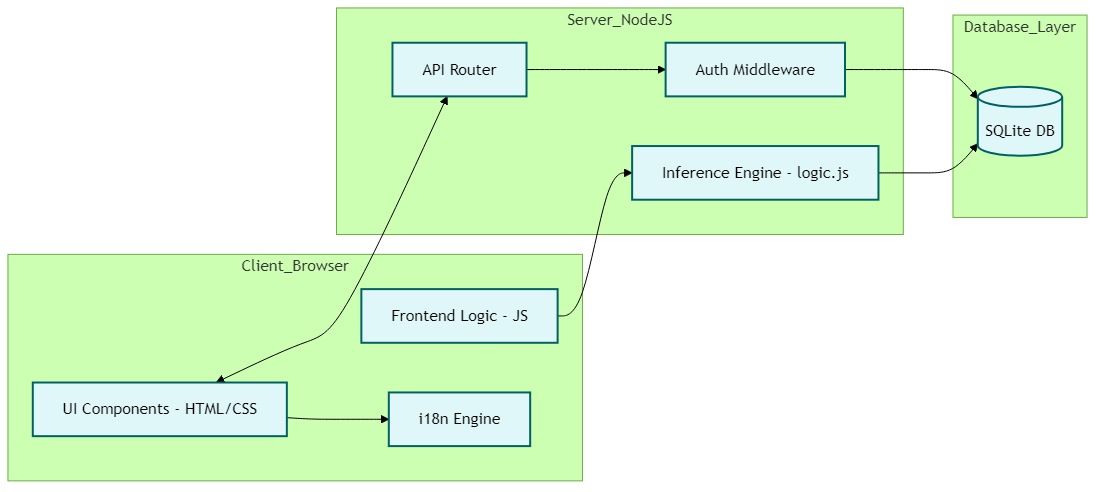 Server_NodeJS
Database_Layer
API Router
Auth Middleware
SQLite DB
Inference Engine - logic.js
Client_Browser
Frontend Logic - JS
UI Components - HTML/CSS
i18n Engine